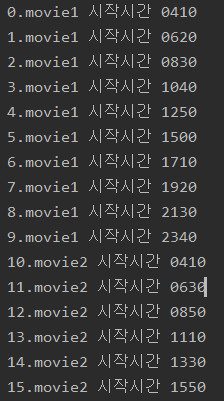 0.movie1 시작시간 0410
1.movie1 시작시간 0620
2.movie1 시작시간 0830
3.movie1 시작시간 1040
4.movie1 시작시간 1250
5.movie1 시작시간 1500
6.movie1 시작시간 1710
7.movie1 시작시간 1920
8.movie1 시작시간 2130
9.movie1 시작시간 2340
10.movie2 시작시간 0410
11.movie2 시작시간 0630
12.movie2 시작시간 0850
13.movie2 시작시간 1110
14.movie2 시작시간 1330
15.movie2 시작시간 1550